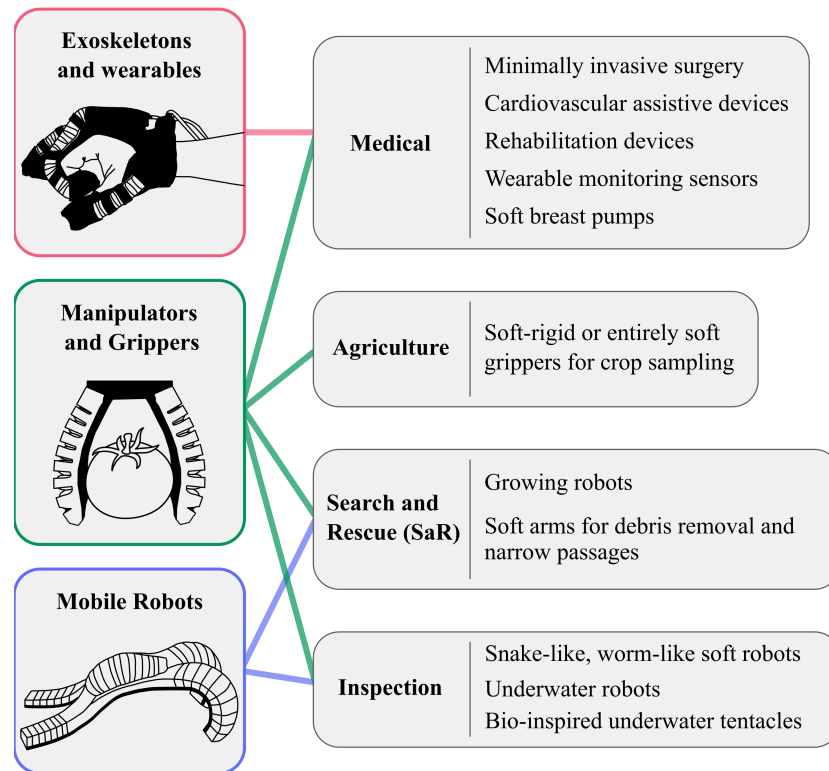 Exoskeletons
and wearables
Manipulators
and Grippers
Mobile Robots
Medical
Minimally invasive surgery
Cardiovascular assistive devices
Rehabilitation devices
Wearable monitoring sensors
Soft breast pumps
Agriculture
Soft-rigid or entirely soft
grippers for crop sampling
Search and
Rescue (SaR)
Growing robots
Soft arms for debris removal and
narrow passages
Inspection
Snake-like, worm-like soft robots
Underwater robots
Bio-inspired underwater tentacles